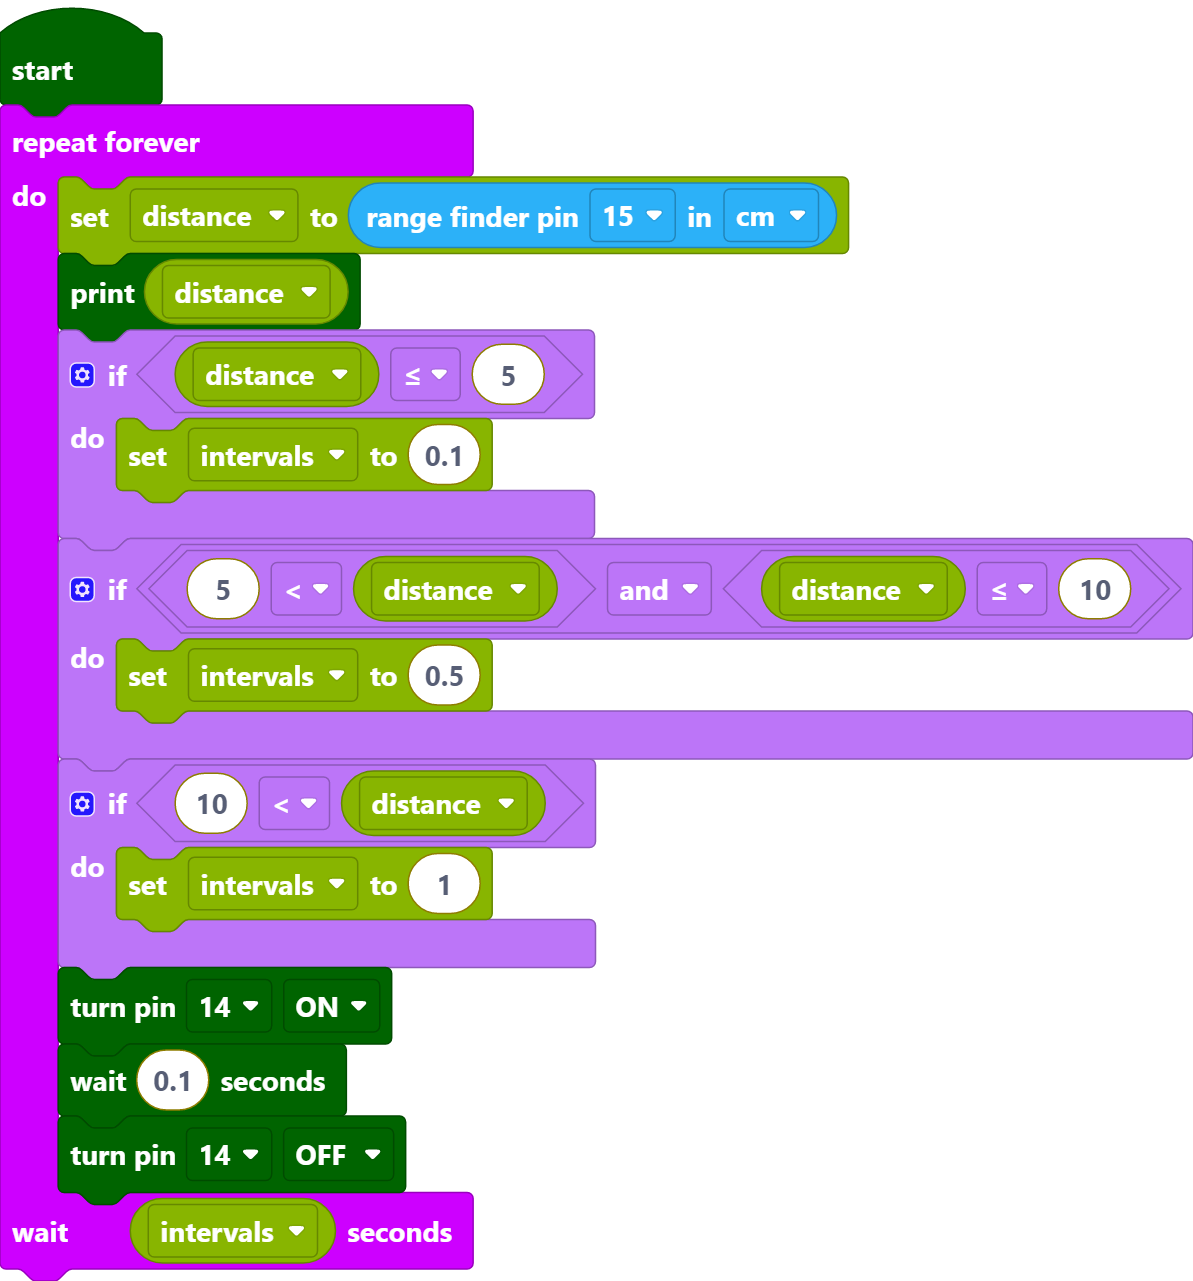 start
repeat forever
do
set distance to range finder pin 15 in cm
print distance
if distance ≤ 5
do
set intervals to 0.1
if 5 < distance and distance ≤ 10
do
set intervals to 0.5
if 10 < distance
do
set intervals to 1
turn pin 14 ON
wait 0.1 seconds
turn pin 14 OFF
wait intervals seconds